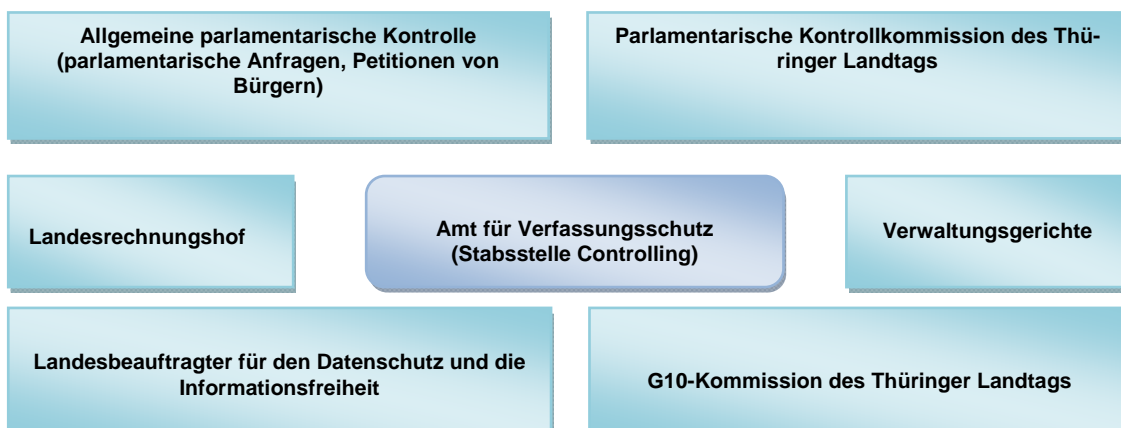 Allgemeine parlamentarische Kontrolle
(parlamentarische Anfragen, Petitionen von
Bürgern)
Parlamentarische Kontrollkommission des Thü-
ringer Landtags
Landesrechnungshof
Amt für Verfassungsschutz
(Stabsstelle Controlling)
Verwaltungsgerichte
Landesbeauftragter für den Datenschutz und die
Informationsfreiheit
G10-Kommission des Thüringer Landtags